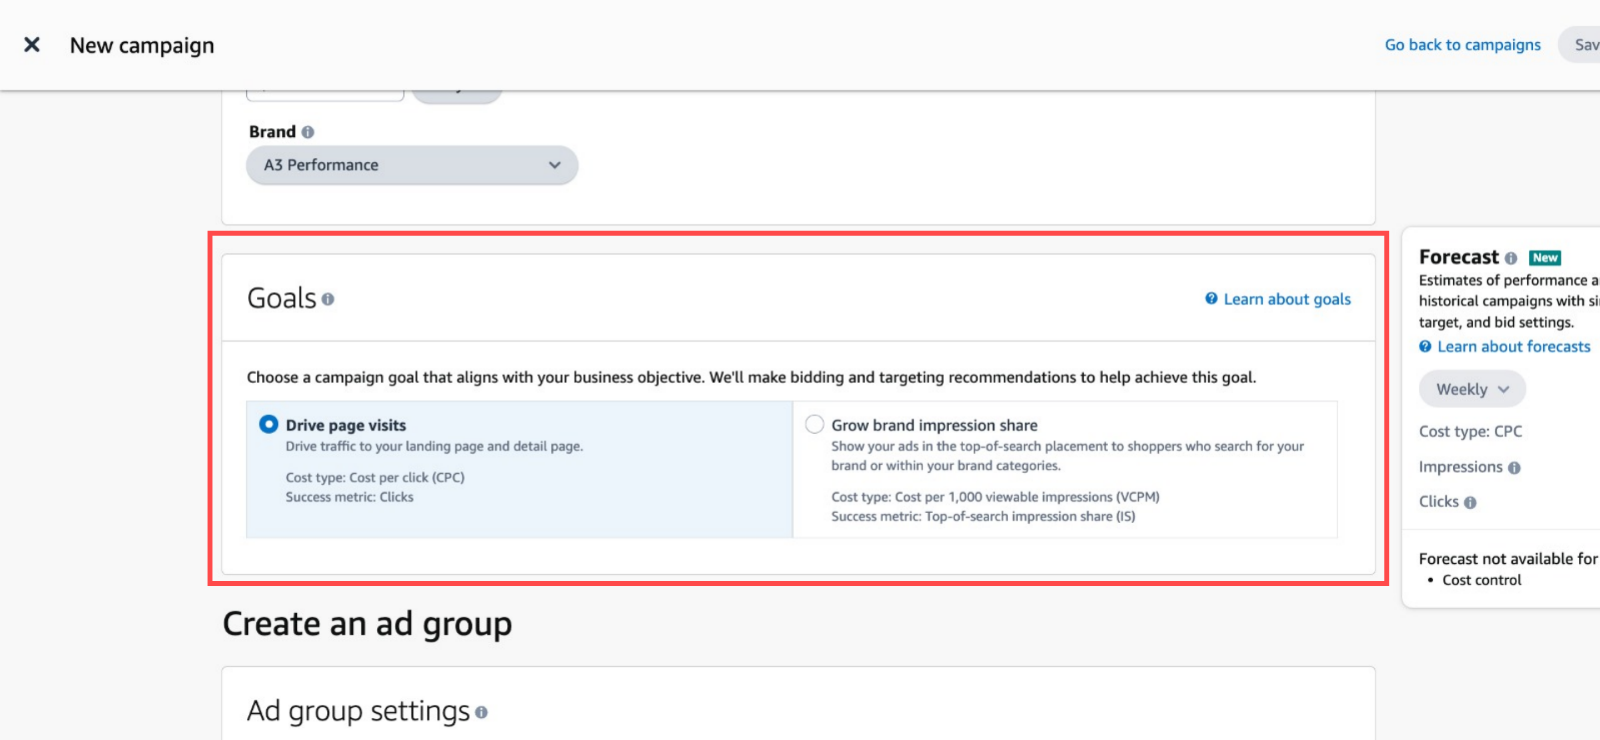 New campaign
Go back to campaigns
Brand
A3 Performance
Goals
Learn about goals
Choose a campaign goal that aligns with your business objective. We'll make bidding and targeting recommendations to help achieve this goal.
Drive page visits
Drive traffic to your landing page and detail page.
Cost type: Cost per click (CPC)
Success metric: Clicks
Grow brand impression share
Show your ads in the top-of-search placement to shoppers who search for your
brand or within your brand categories.
Cost type: Cost per 1,000 viewable impressions (VCPM)
Success metric: Top-of-search impression share (IS)
Forecast New
Estimates of performance
historical campaigns with
target, and bid settings.
Learn about forecasts
Weekly
Cost type: CPC
Impressions
Clicks
Forecast not available for
• Cost control
Create an ad group
Ad group settings